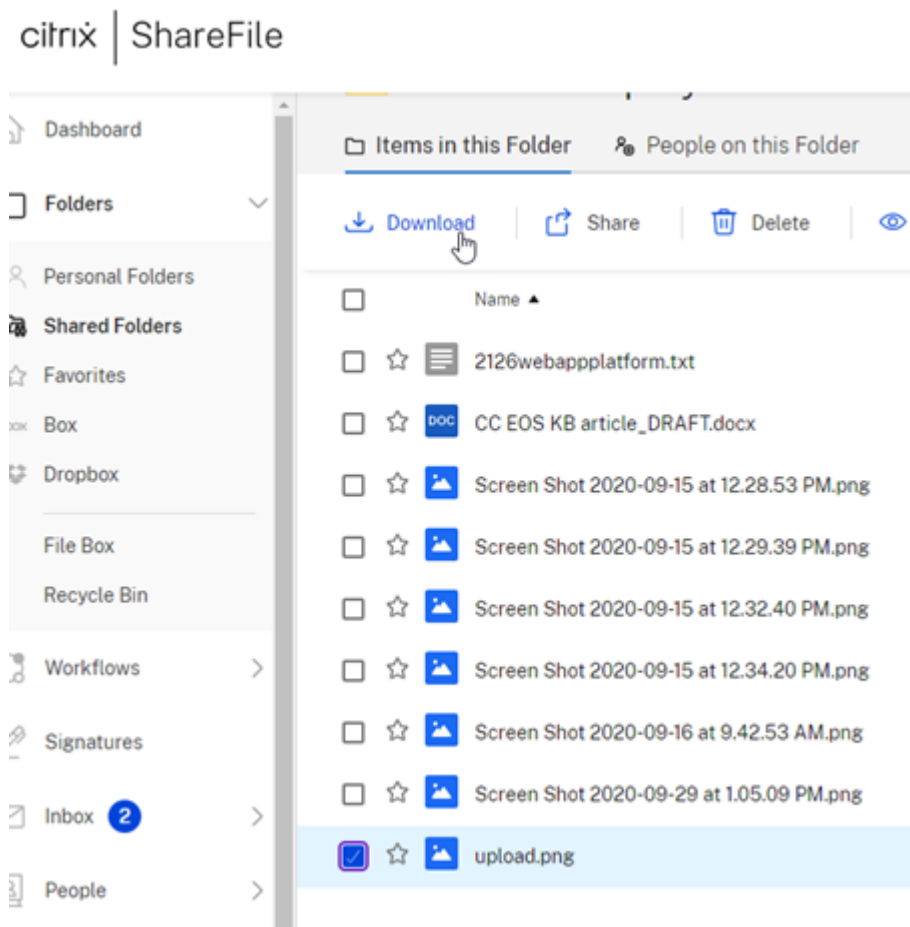 citrix | ShareFile
Dashboard
Folders
Personal Folders
Shared Folders
Favorites
Box
Dropbox
File Box
Recycle Bin
Workflows
Signatures
Inbox 2
People
Items in this Folder
People on this Folder
Download
Share
Delete
Name
2126webappplatform.txt
DOC CC EOS KB article_DRAFT.docx
Screen Shot 2020-09-15 at 12.28.53 PM.png
Screen Shot 2020-09-15 at 12.29.39 PM.png
Screen Shot 2020-09-15 at 12.32.40 PM.png
Screen Shot 2020-09-15 at 12.34.20 PM.png
Screen Shot 2020-09-16 at 9.42.53 AM.png
Screen Shot 2020-09-29 at 1.05.09 PM.png
upload.png